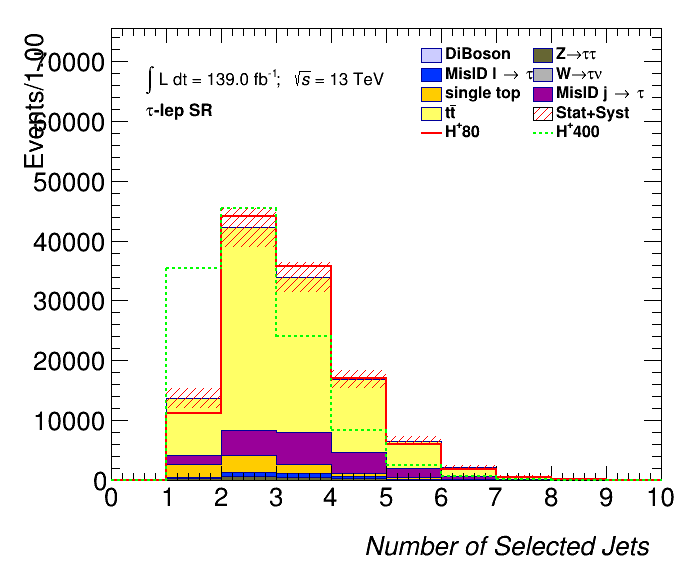 Events/1.00
70000
60000
50000
40000
30000
20000
10000
0
∫ L dt = 139.0 fb⁻¹; √s = 13 TeV
τ-lep SR
DiBoson
Z→ττ
MisID l → τ
W→τν
single top
MisID j → τ
tt̄
Stat+Syst
H⁺80
H⁺400
0 1 2 3 4 5 6 7 8 9 10
Number of Selected Jets